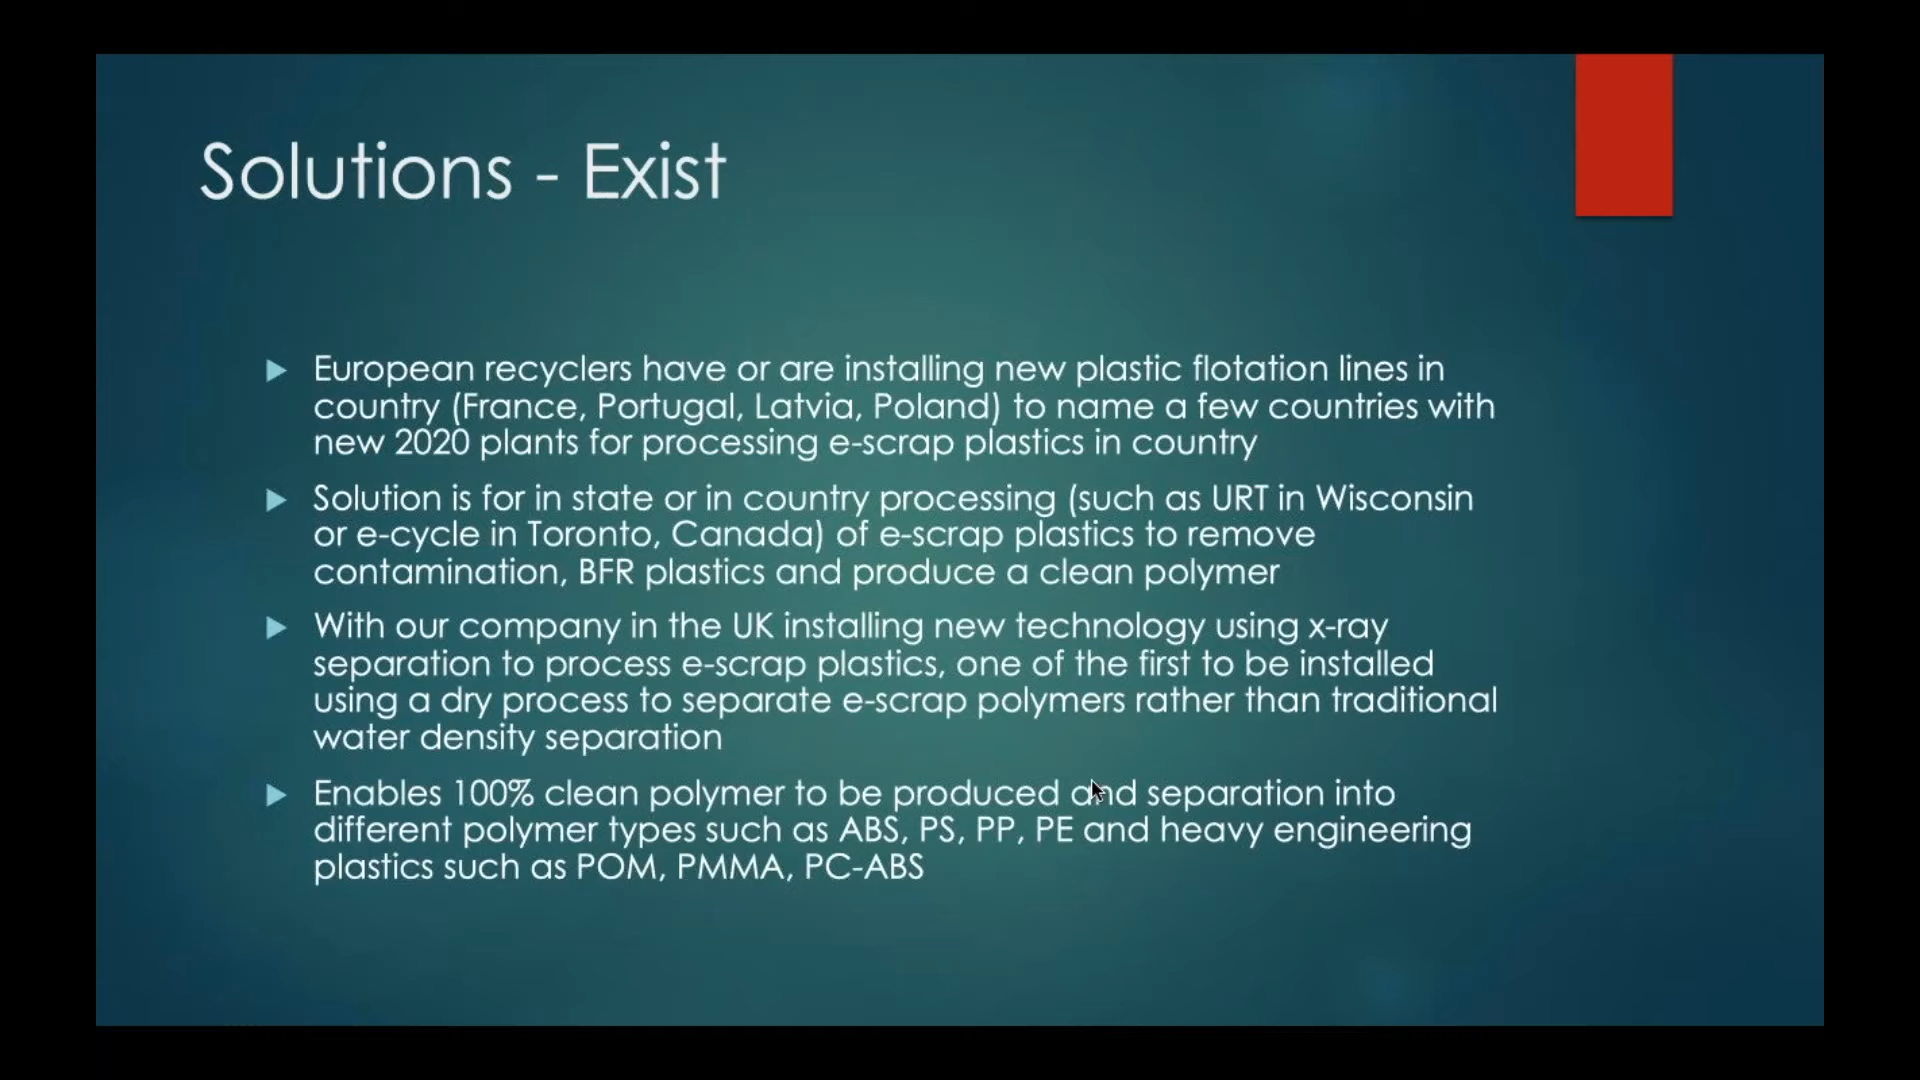 Solutions - Exist
European recyclers have or are installing new plastic flotation lines in
country (France, Portugal, Latvia, Poland) to name a few countries with
new 2020 plants for processing e-scrap plastics in country
Solution is for in state or in country processing (such as URT in Wisconsin
or e-cycle in Toronto, Canada) of e-scrap plastics to remove
contamination, BFR plastics and produce a clean polymer
With our company in the UK installing new technology using x-ray
separation to process e-scrap plastics, one of the first to be installed
using a dry process to separate e-scrap polymers rather than traditional
water density separation
Enables 100% clean polymer to be produced and separation into
different polymer types such as ABS, PS, PP, PE and heavy engineering
plastics such as POM, PMMA, PC-ABS